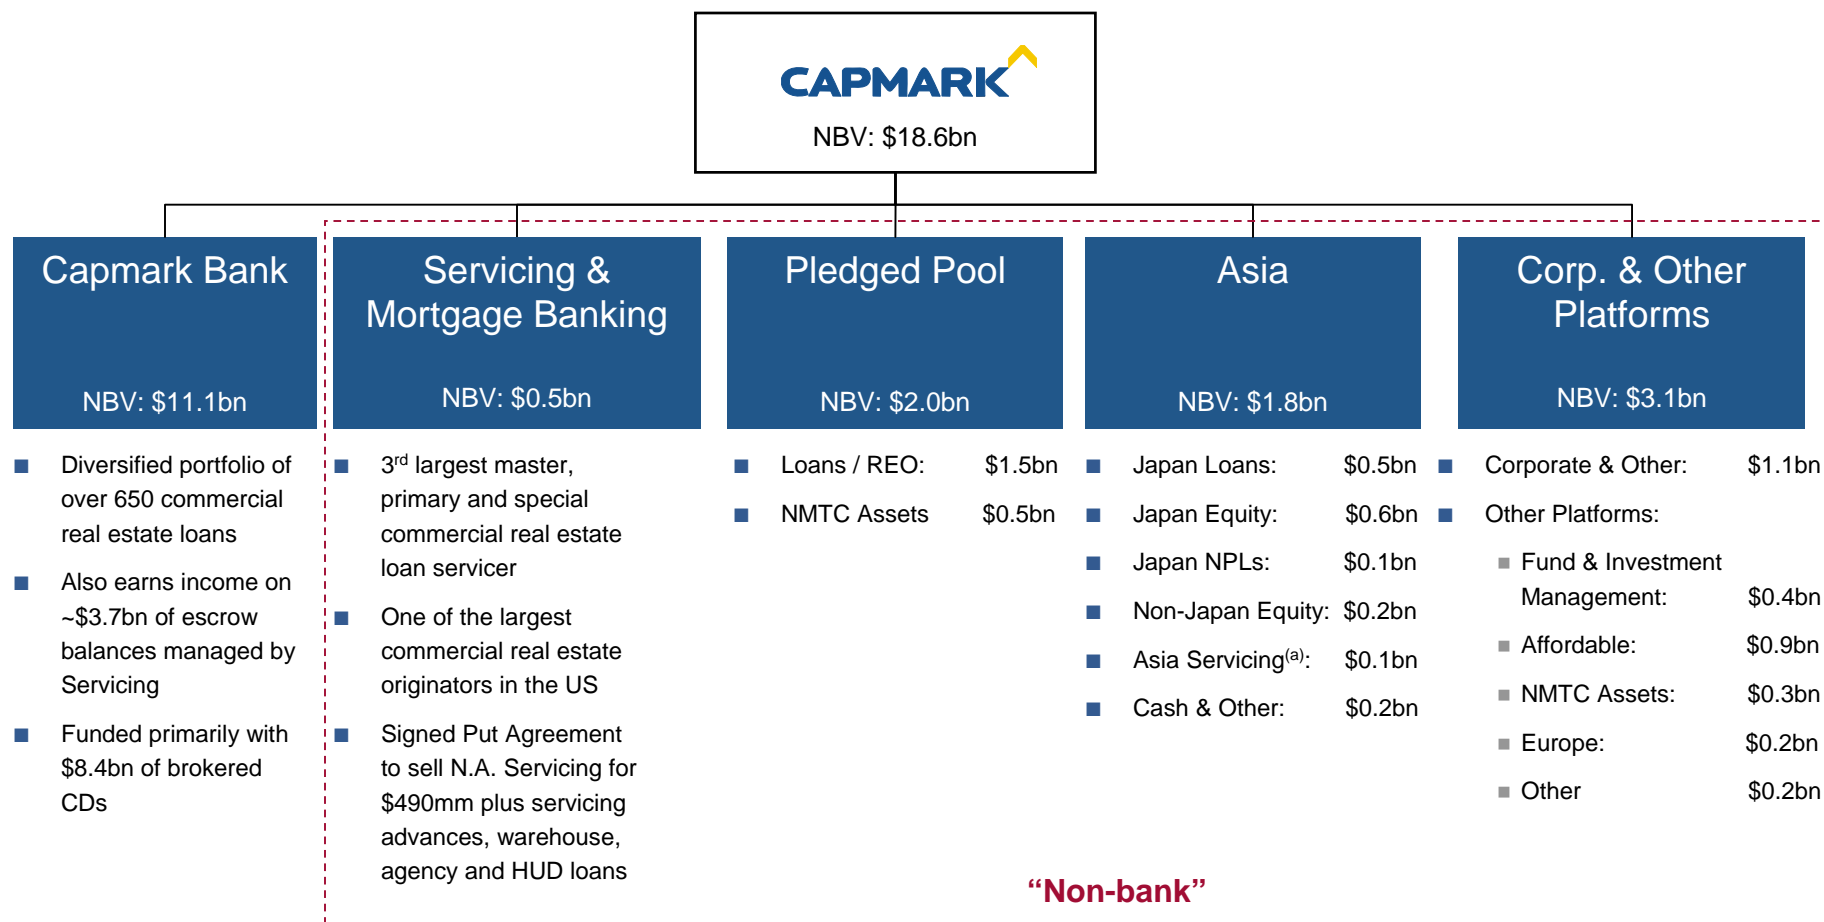 CAPMARK
NBV: $18.6bn
Capmark Bank
NBV: $11.1bn
Diversified portfolio of
over 650 commercial
real estate loans
Also earns income on
~$3.7bn of escrow
balances managed by
Servicing
Funded primarily with
$8.4bn of brokered
CDs
Servicing &
Mortgage Banking
NBV: $0.5bn
3rd largest master,
primary and special
commercial real estate
loan servicer
One of the largest
commercial real estate
originators in the US
Signed Put Agreement
to sell N.A. Servicing for
$490mm plus servicing
advances, warehouse,
agency and HUD loans
Pledged Pool
NBV: $2.0bn
Loans / REO: $1.5bn
NMTC Assets $0.5bn
Asia
NBV: $1.8bn
Japan Loans: $0.5bn
Japan Equity: $0.6bn
Japan NPLs: $0.1bn
Non-Japan Equity: $0.2bn
Asia Servicing(a): $0.1bn
Cash & Other: $0.2bn
Corp. & Other
Platforms
NBV: $3.1bn
Corporate & Other: $1.1bn
Other Platforms:
Fund & Investment
Management: $0.4bn
Affordable: $0.9bn
NMTC Assets: $0.3bn
Europe: $0.2bn
Other $0.2bn
“Non-bank”